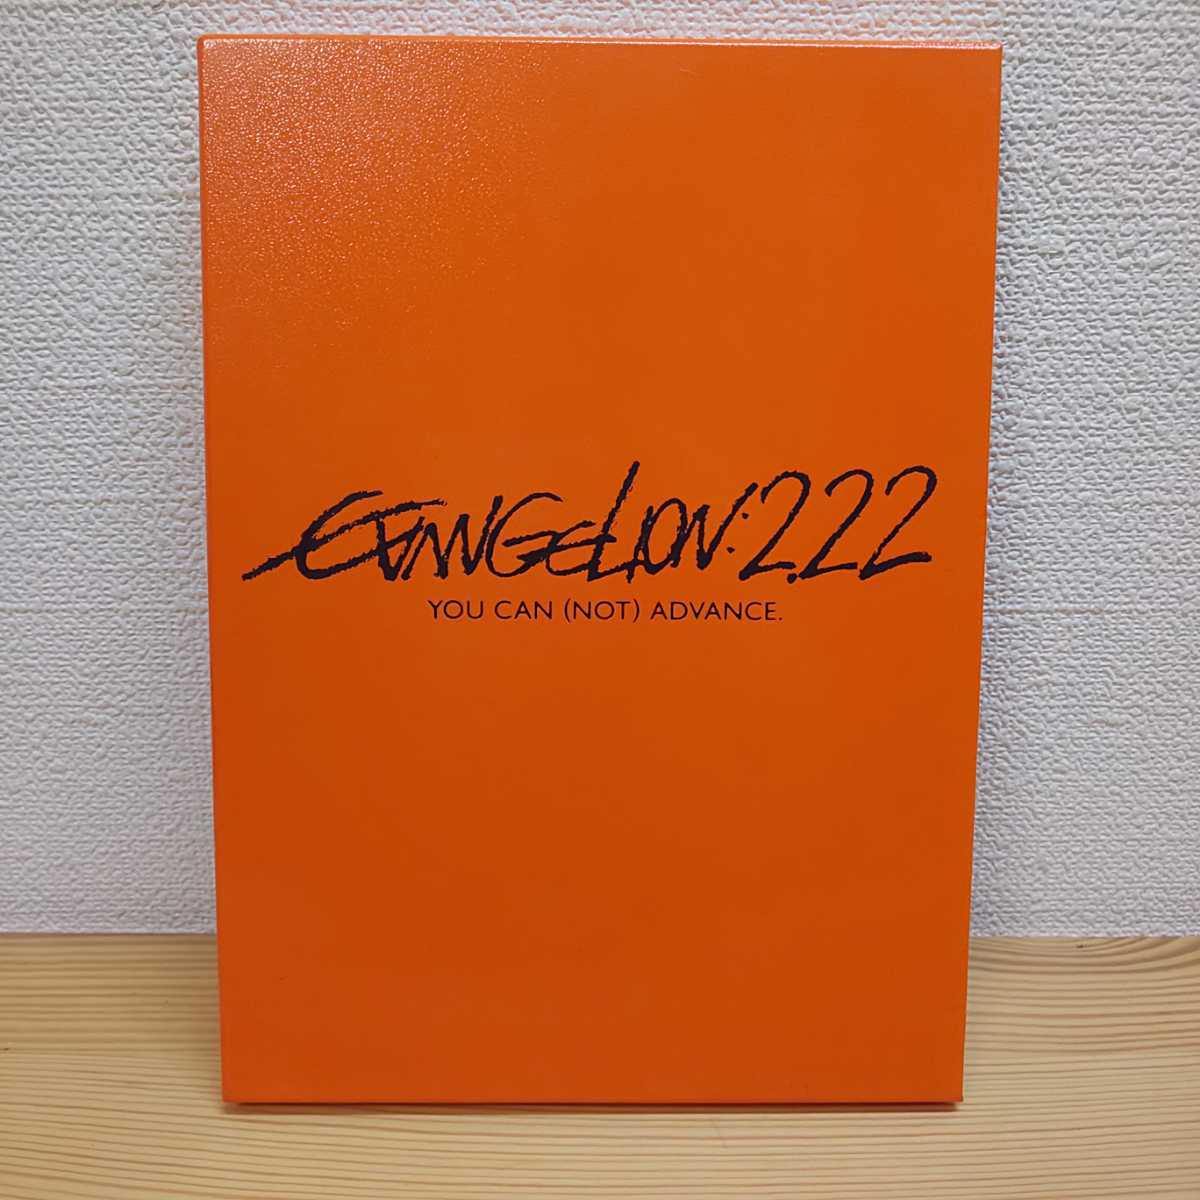 EVANGELION:2.22
YOU CAN (NOT) ADVANCE.